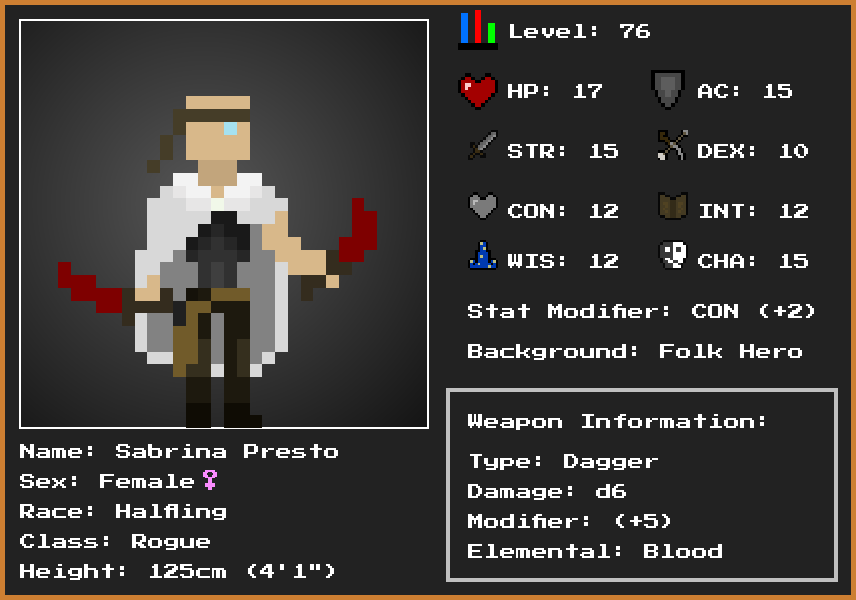 Level: 76
HP: 17 AC: 15
STR: 15 DEX: 10
CON: 12 INT: 12
WIS: 12 CHA: 15
Stat Modifier: CON (+2)
Background: Folk Hero
Weapon Information:
Type: Dagger
Damage: d6
Modifier: (+5)
Elemental: Blood
Name: Sabrina Presto
Sex: Female♀
Race: Halfling
Class: Rogue
Height: 125cm (4'1")